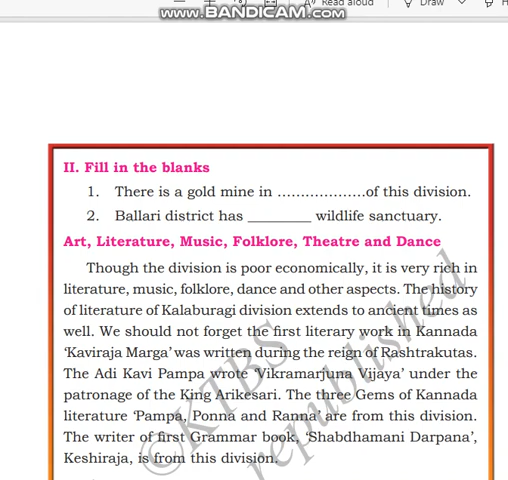 Read aloud
Draw
www.BANDICAM.com
II. Fill in the blanks
1. There is a gold mine in ...................of this division.
2. Ballari district has _________ wildlife sanctuary.
Art, Literature, Music, Folklore, Theatre and Dance
Though the division is poor economically, it is very rich in
literature, music, folklore, dance and other aspects. The history
of literature of Kalaburagi division extends to ancient times as
well. We should not forget the first literary work in Kannada
‘Kaviraja Marga’ was written during the reign of Rashtrakutas.
The Adi Kavi Pampa wrote ‘Vikramarjuna Vijaya’ under the
patronage of the King Arikesari. The three Gems of Kannada
literature ‘Pampa, Ponna and Ranna’ are from this division.
The writer of first Grammar book, ‘Shabdhamani Darpana’,
Keshiraja, is from this division.
©KTBS
republished